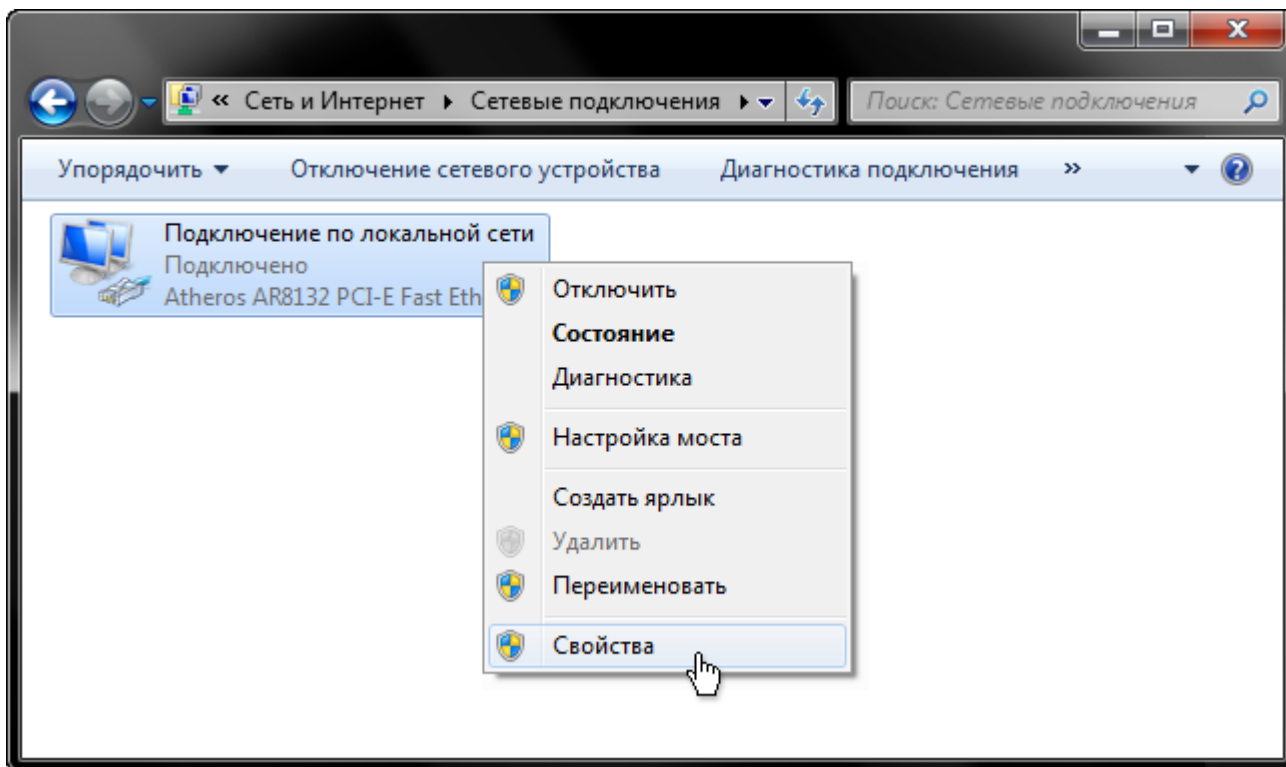 « Сеть и Интернет Сетевые подключения Поиск: Сетевые подключения
Упорядочить Отключение сетевого устройства Диагностика подключения »
Подключение по локальной сети
Подключено
Atheros AR8132 PCI-E Fast Eth
Отключить
Состояние
Диагностика
Настройка моста
Создать ярлык
Удалить
Переименовать
Свойства